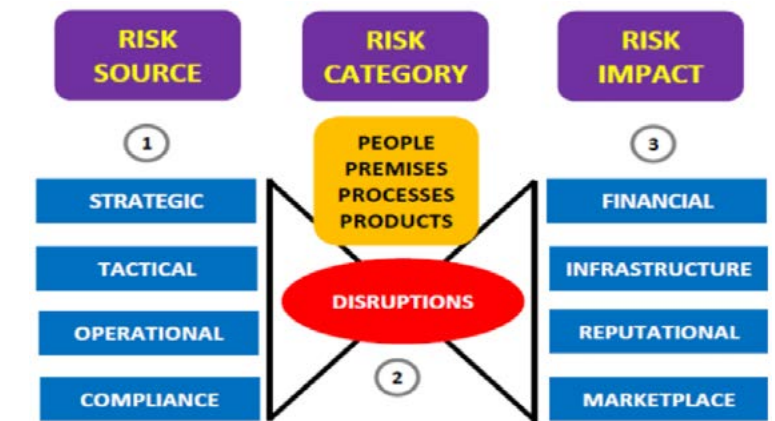 RISK
SOURCE
RISK
CATEGORY
RISK
IMPACT
1
PEOPLE
PREMISES
PROCESSES
PRODUCTS
3
STRATEGIC
FINANCIAL
TACTICAL
INFRASTRUCTURE
DISRUPTIONS
OPERATIONAL
REPUTATIONAL
2
COMPLIANCE
MARKETPLACE